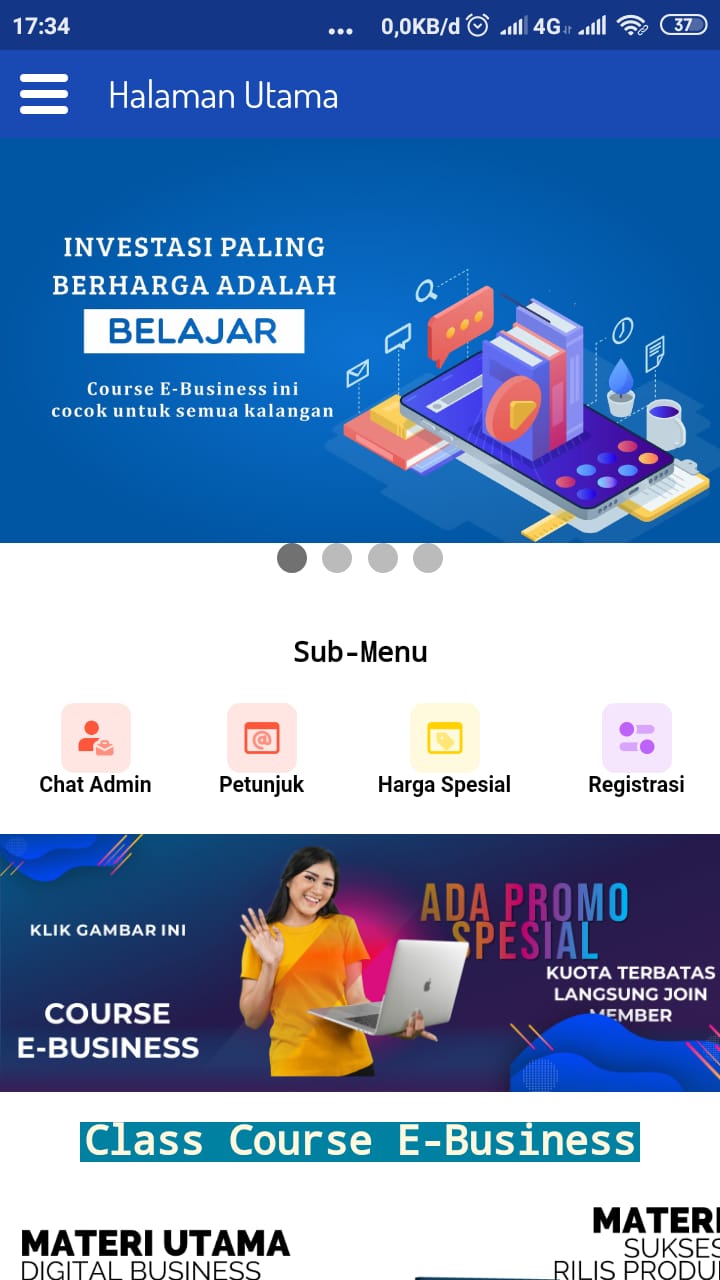 17:34 ... 0,0KB/d 4G 37
Halaman Utama
INVESTASI PALING
BERHARGA ADALAH
BELAJAR
Course E-Business ini
cocok untuk semua kalangan
Sub-Menu
Chat Admin Petunjuk Harga Spesial Registrasi
KLIK GAMBAR INI
COURSE
E-BUSINESS
ADA PROMO
SPESIAL
KUOTA TERBATAS
LANGSUNG JOIN
MEMBER
Class Course E-Business
MATERI UTAMA
DIGITAL BUSINESS
MATERI
SUKSES
RILIS PRODU